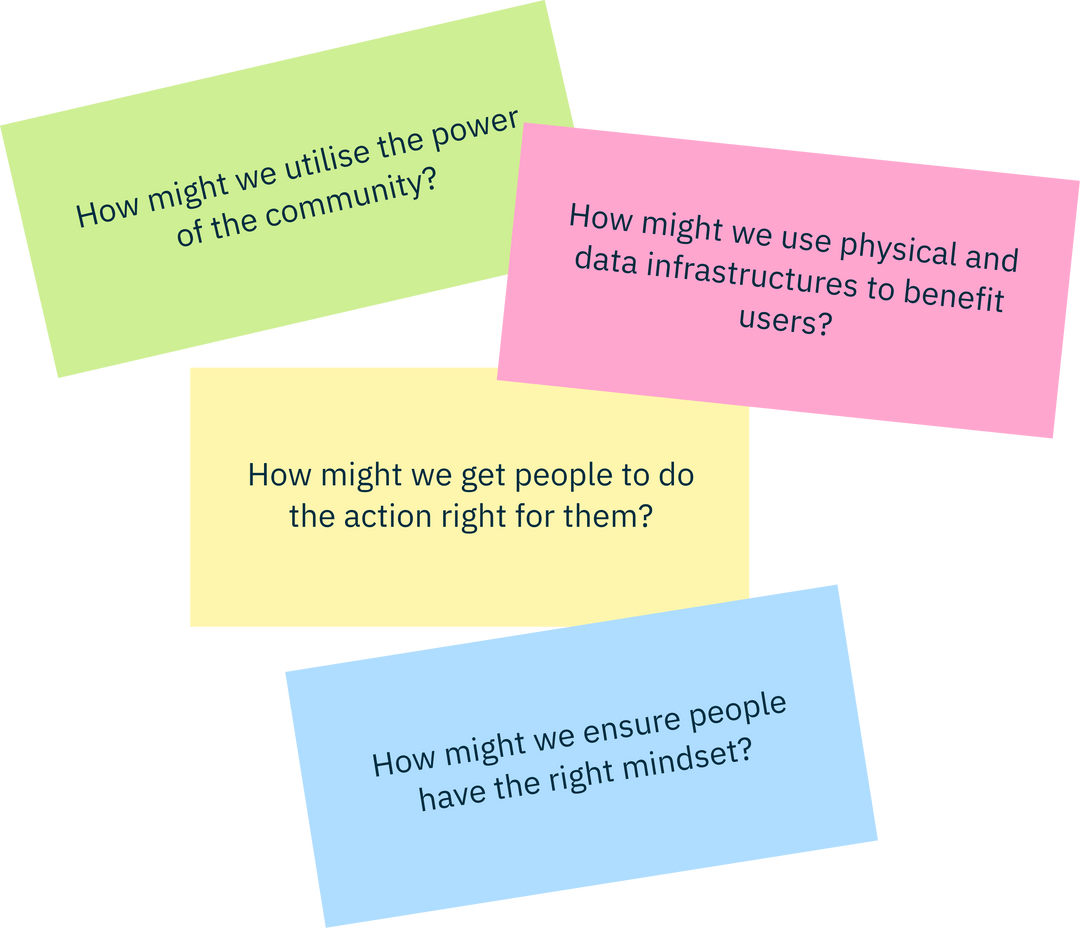 How might we utilise the power
of the community?
How might we use physical and
data infrastructures to benefit
users?
How might we get people to do
the action right for them?
How might we ensure people
have the right mindset?